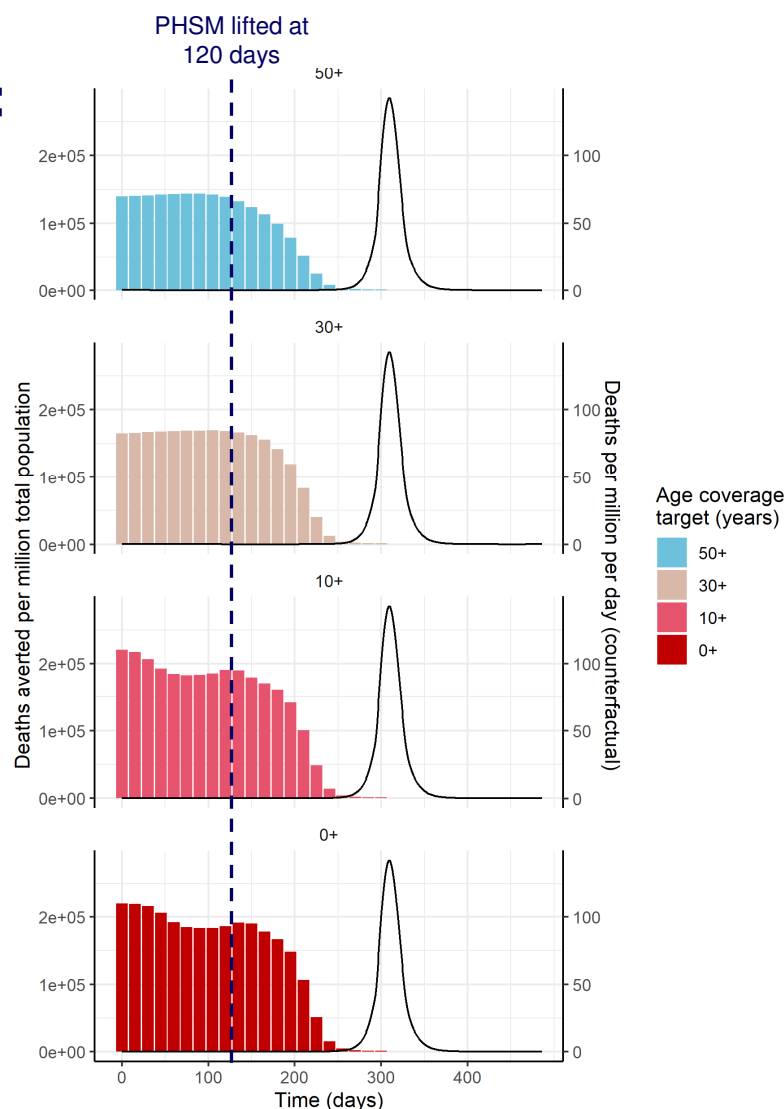 PHSM lifted at
120 days
50+
2e+05
1e+05
0e+00
100
50
0
30+
2e+05
1e+05
0e+00
100
50
0
10+
2e+05
1e+05
0e+00
100
50
0
0+
2e+05
1e+05
0e+00
100
50
0
0
100
200
300
400
Time (days)
Deaths averted per million total population
Deaths per million per day (counterfactual)
Age coverage
target (years)
50+
30+
10+
0+